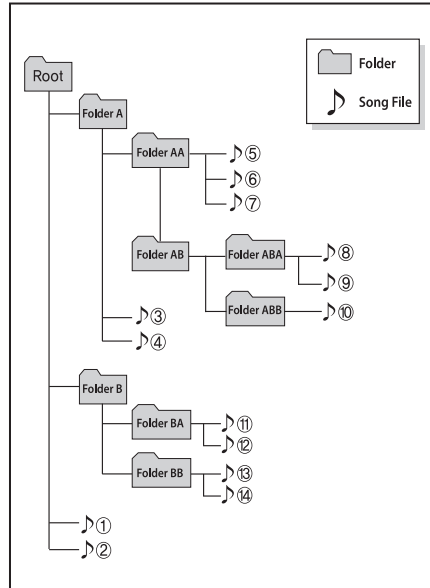 Root
Folder
Song File
Folder A
Folder AA
⑤
⑥
⑦
Folder AB
Folder ABA
⑧
⑨
Folder ABB
⑩
③
④
Folder B
Folder BA
⑪
⑫
Folder BB
⑬
⑭
①
②